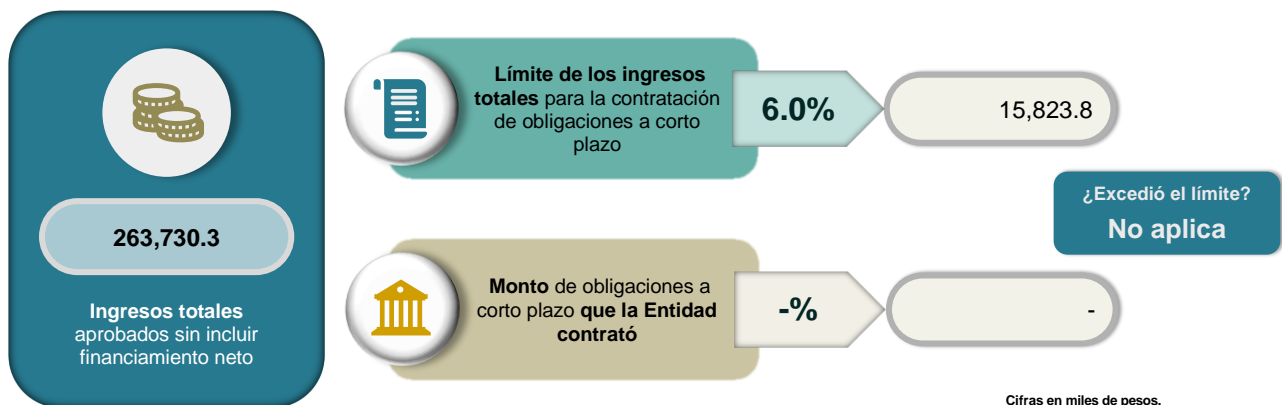 263,730.3
Ingresos totales
aprobados sin incluir
financiamiento neto
Límite de los ingresos
totales para la contratación
de obligaciones a corto
plazo
6.0%
15,823.8
¿Excedió el límite?
No aplica
Monto de obligaciones a
corto plazo que la Entidad
contrató
-%
-
Cifras en miles de pesos.